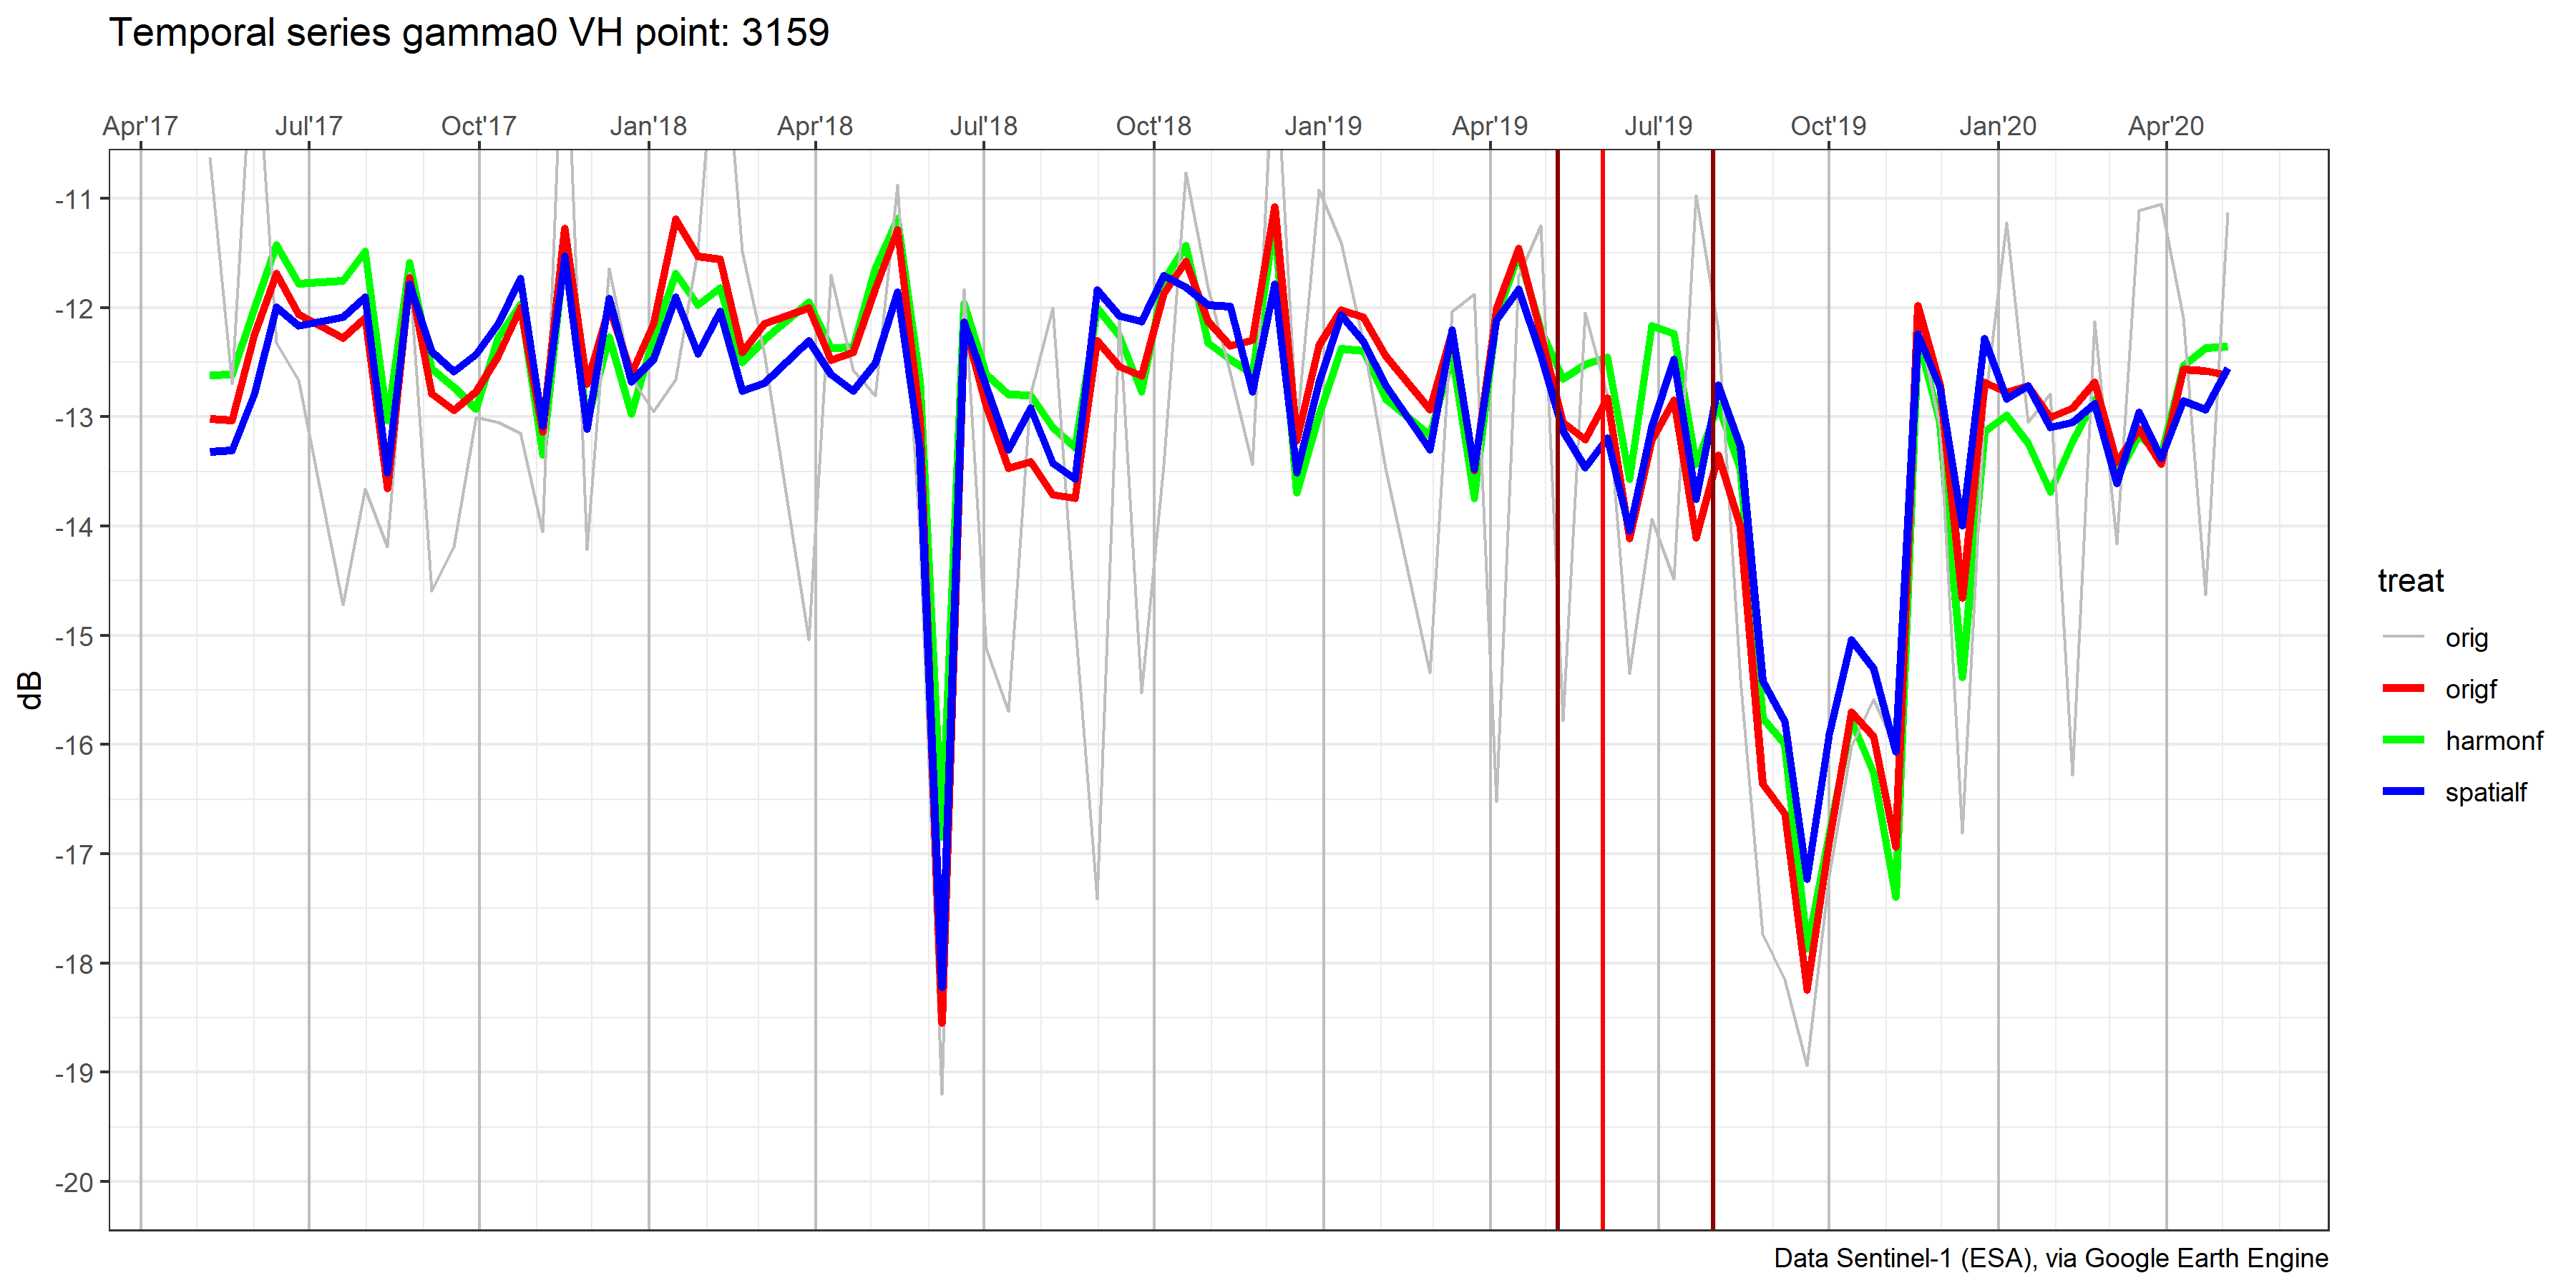 Temporal series gamma0 VH point: 3159
Apr'17 Jul'17 Oct'17 Jan'18 Apr'18 Jul'18 Oct'18 Jan'19 Apr'19 Jul'19 Oct'19 Jan'20 Apr'20
-11
-12
-13
-14
-15
-16
-17
-18
-19
-20
dB
treat
orig
origf
harmonf
spatialf
Data Sentinel-1 (ESA), via Google Earth Engine